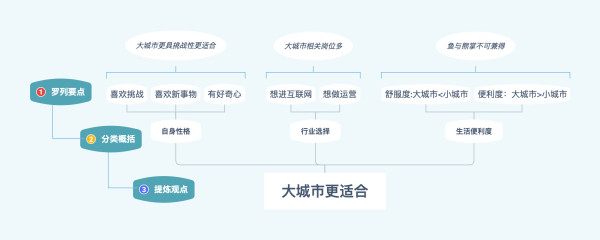 大城市更具挑战性更适合
大城市相关岗位多
鱼与熊掌不可兼得
1 罗列要点
喜欢挑战
喜欢新事物
有好奇心
想进互联网
想做运营
舒服度:大城市<小城市
便利度：大城市>小城市
2 分类概括
自身性格
行业选择
生活便利度
3 提炼观点
大城市更适合